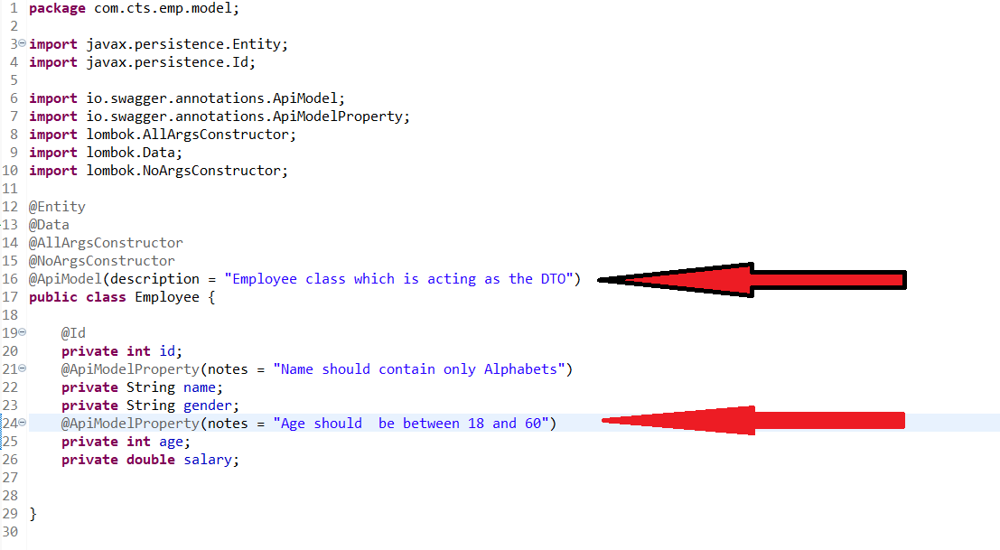 1 package com.cts.emp.model;
2
3 import javax.persistence.Entity;
4 import javax.persistence.Id;
5
6 import io.swagger.annotations.ApiModel;
7 import io.swagger.annotations.ApiModelProperty;
8 import lombok.AllArgsConstructor;
9 import lombok.Data;
10 import lombok.NoArgsConstructor;
11
12 @Entity
13 @Data
14 @AllArgsConstructor
15 @NoArgsConstructor
16 @ApiModel(description = "Employee class which is acting as the DTO")
17 public class Employee {
18
19     @Id
20     private int id;
21     @ApiModelProperty(notes = "Name should contain only Alphabets")
22     private String name;
23     private String gender;
24     @ApiModelProperty(notes = "Age should  be between 18 and 60")
25     private int age;
26     private double salary;
27
28
29 }
30